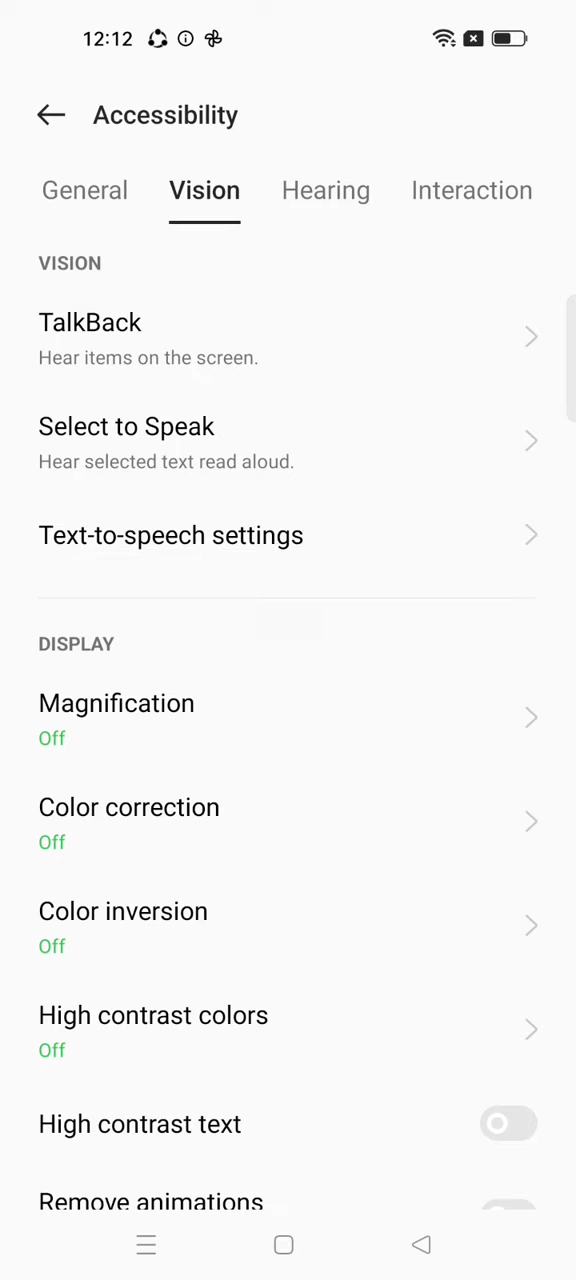 12:12
Accessibility
General Vision Hearing Interaction
VISION
TalkBack
Hear items on the screen.
Select to Speak
Hear selected text read aloud.
Text-to-speech settings
DISPLAY
Magnification
Off
Color correction
Off
Color inversion
Off
High contrast colors
Off
High contrast text
Remove animations